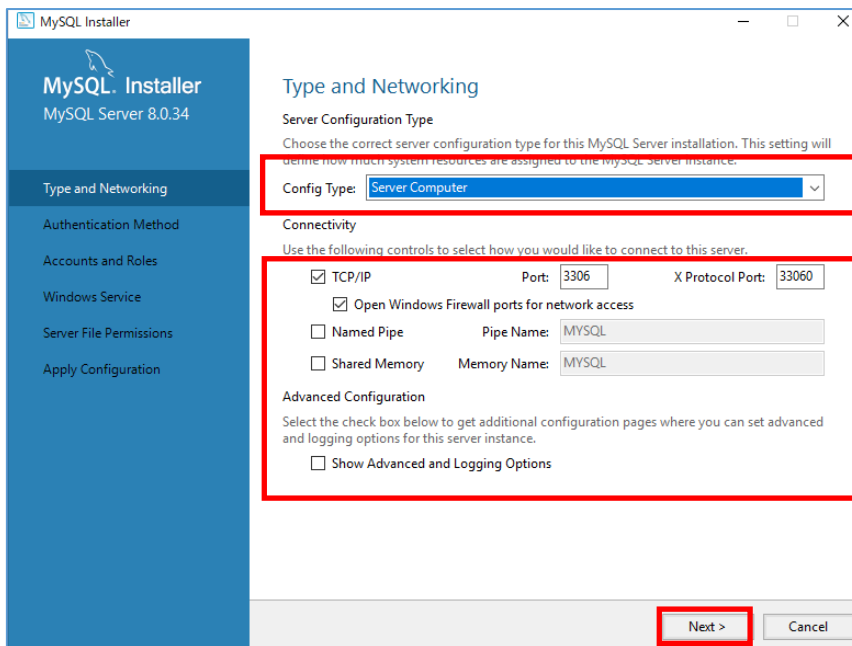 MySQL Installer
MySQL. Installer
MySQL Server 8.0.34
Type and Networking
Authentication Method
Accounts and Roles
Windows Service
Server File Permissions
Apply Configuration
Type and Networking
Server Configuration Type
Choose the correct server configuration type for this MySQL Server installation. This setting will
define how much system resources are assigned to the MySQL Server instance.
Config Type: Server Computer
Connectivity
Use the following controls to select how you would like to connect to this server.
TCP/IP Port: 3306 X Protocol Port: 33060
Open Windows Firewall ports for network access
Named Pipe Pipe Name: MYSQL
Shared Memory Memory Name: MYSQL
Advanced Configuration
Select the check box below to get additional configuration pages where you can set advanced
and logging options for this server instance.
Show Advanced and Logging Options
Next > Cancel